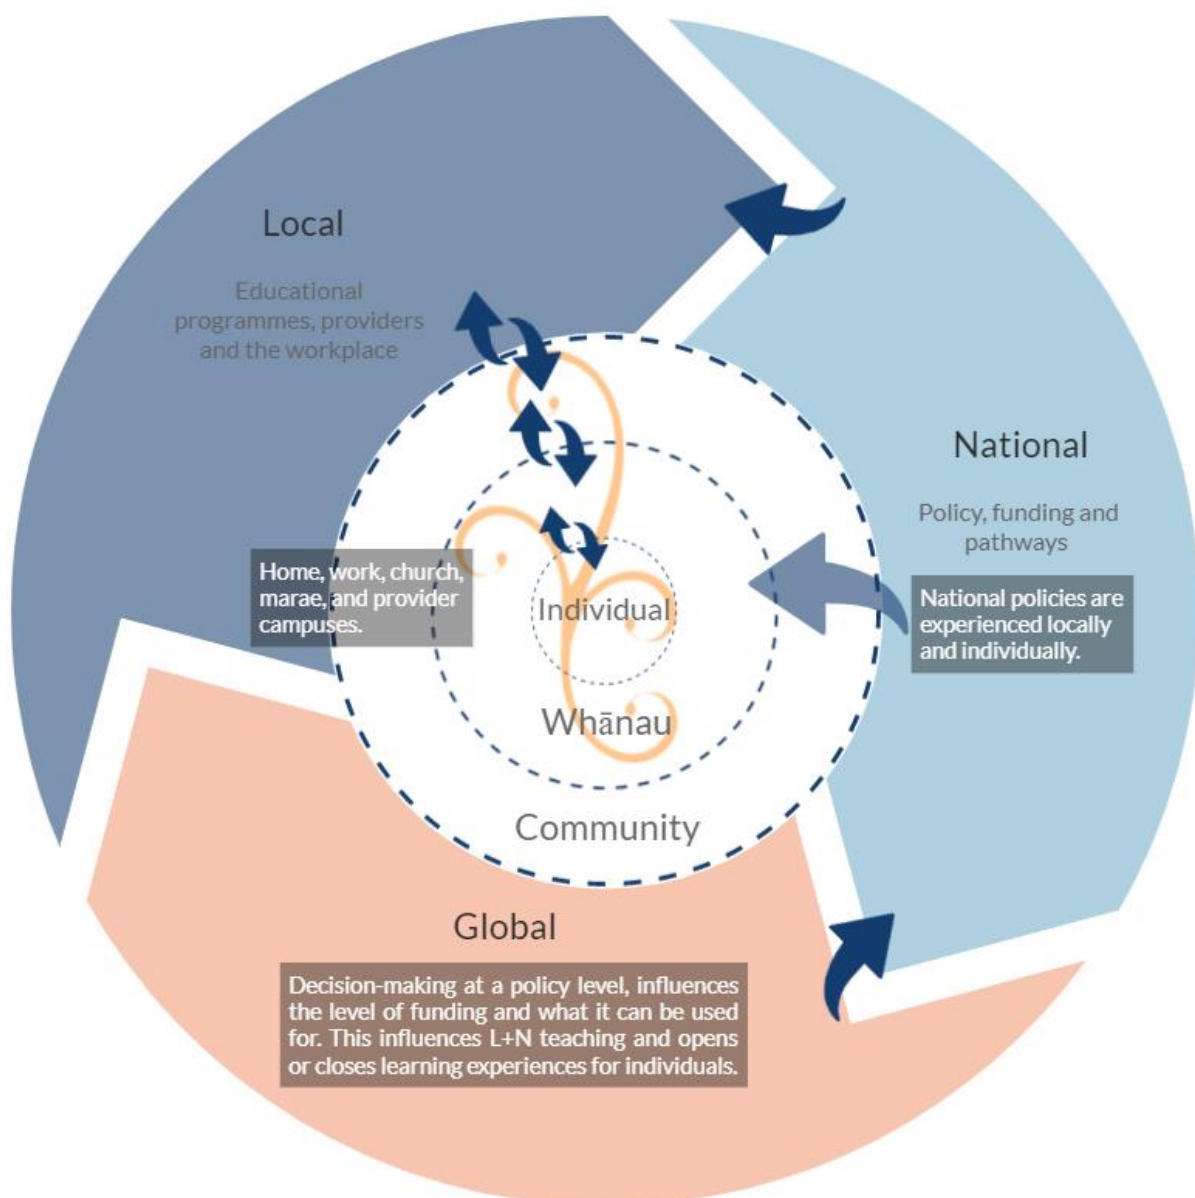 Local
Educational
programmes, providers
and the workplace
National
Policy, funding and
pathways
National policies are
experienced locally
and individually.
Home, work, church,
marae, and provider
campuses.
Individual
Whānau
Community
Global
Decision-making at a policy level, influences
the level of funding and what it can be used
for. This influences L+N teaching and opens
or closes learning experiences for individuals.